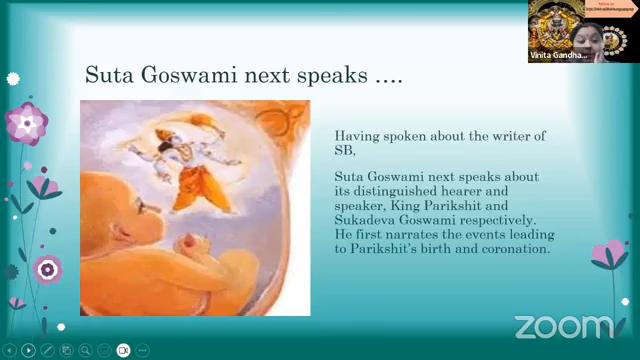 Suta Goswami next speaks ….
Having spoken about the writer of
SB,
Suta Goswami next speaks about
its distinguished hearer and
speaker, King Parikshit and
Sukadeva Goswami respectively.
He first narrates the events leading
to Parikshit's birth and coronation.
Vinita Gandha...
zoom